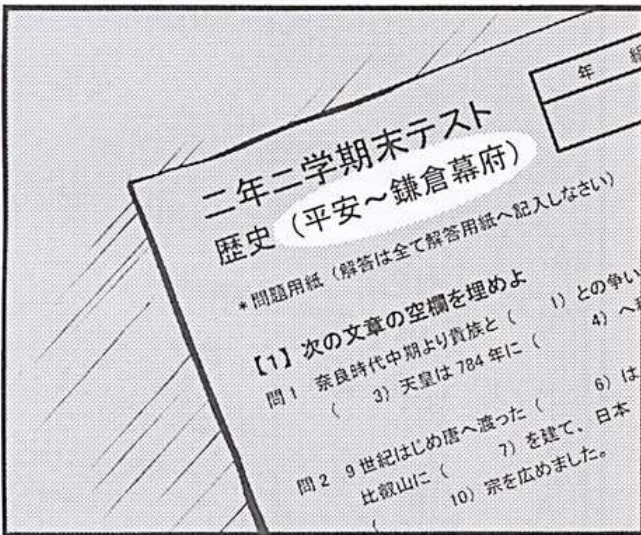 年
二年二学期末テスト
歴史（平安～鎌倉幕府）
＊問題用紙（解答は全て解答用紙へ記入しなさい）
【1】次の文章の空欄を埋めよ
問1 奈良時代中期より貴族と（　　1）との争い
（　　3）天皇は784年に（　　4）へ
問2 9世紀はじめ唐へ渡った（　　6）は
比叡山に（　　7）を建て、日本
（　　10）宗を広めました。